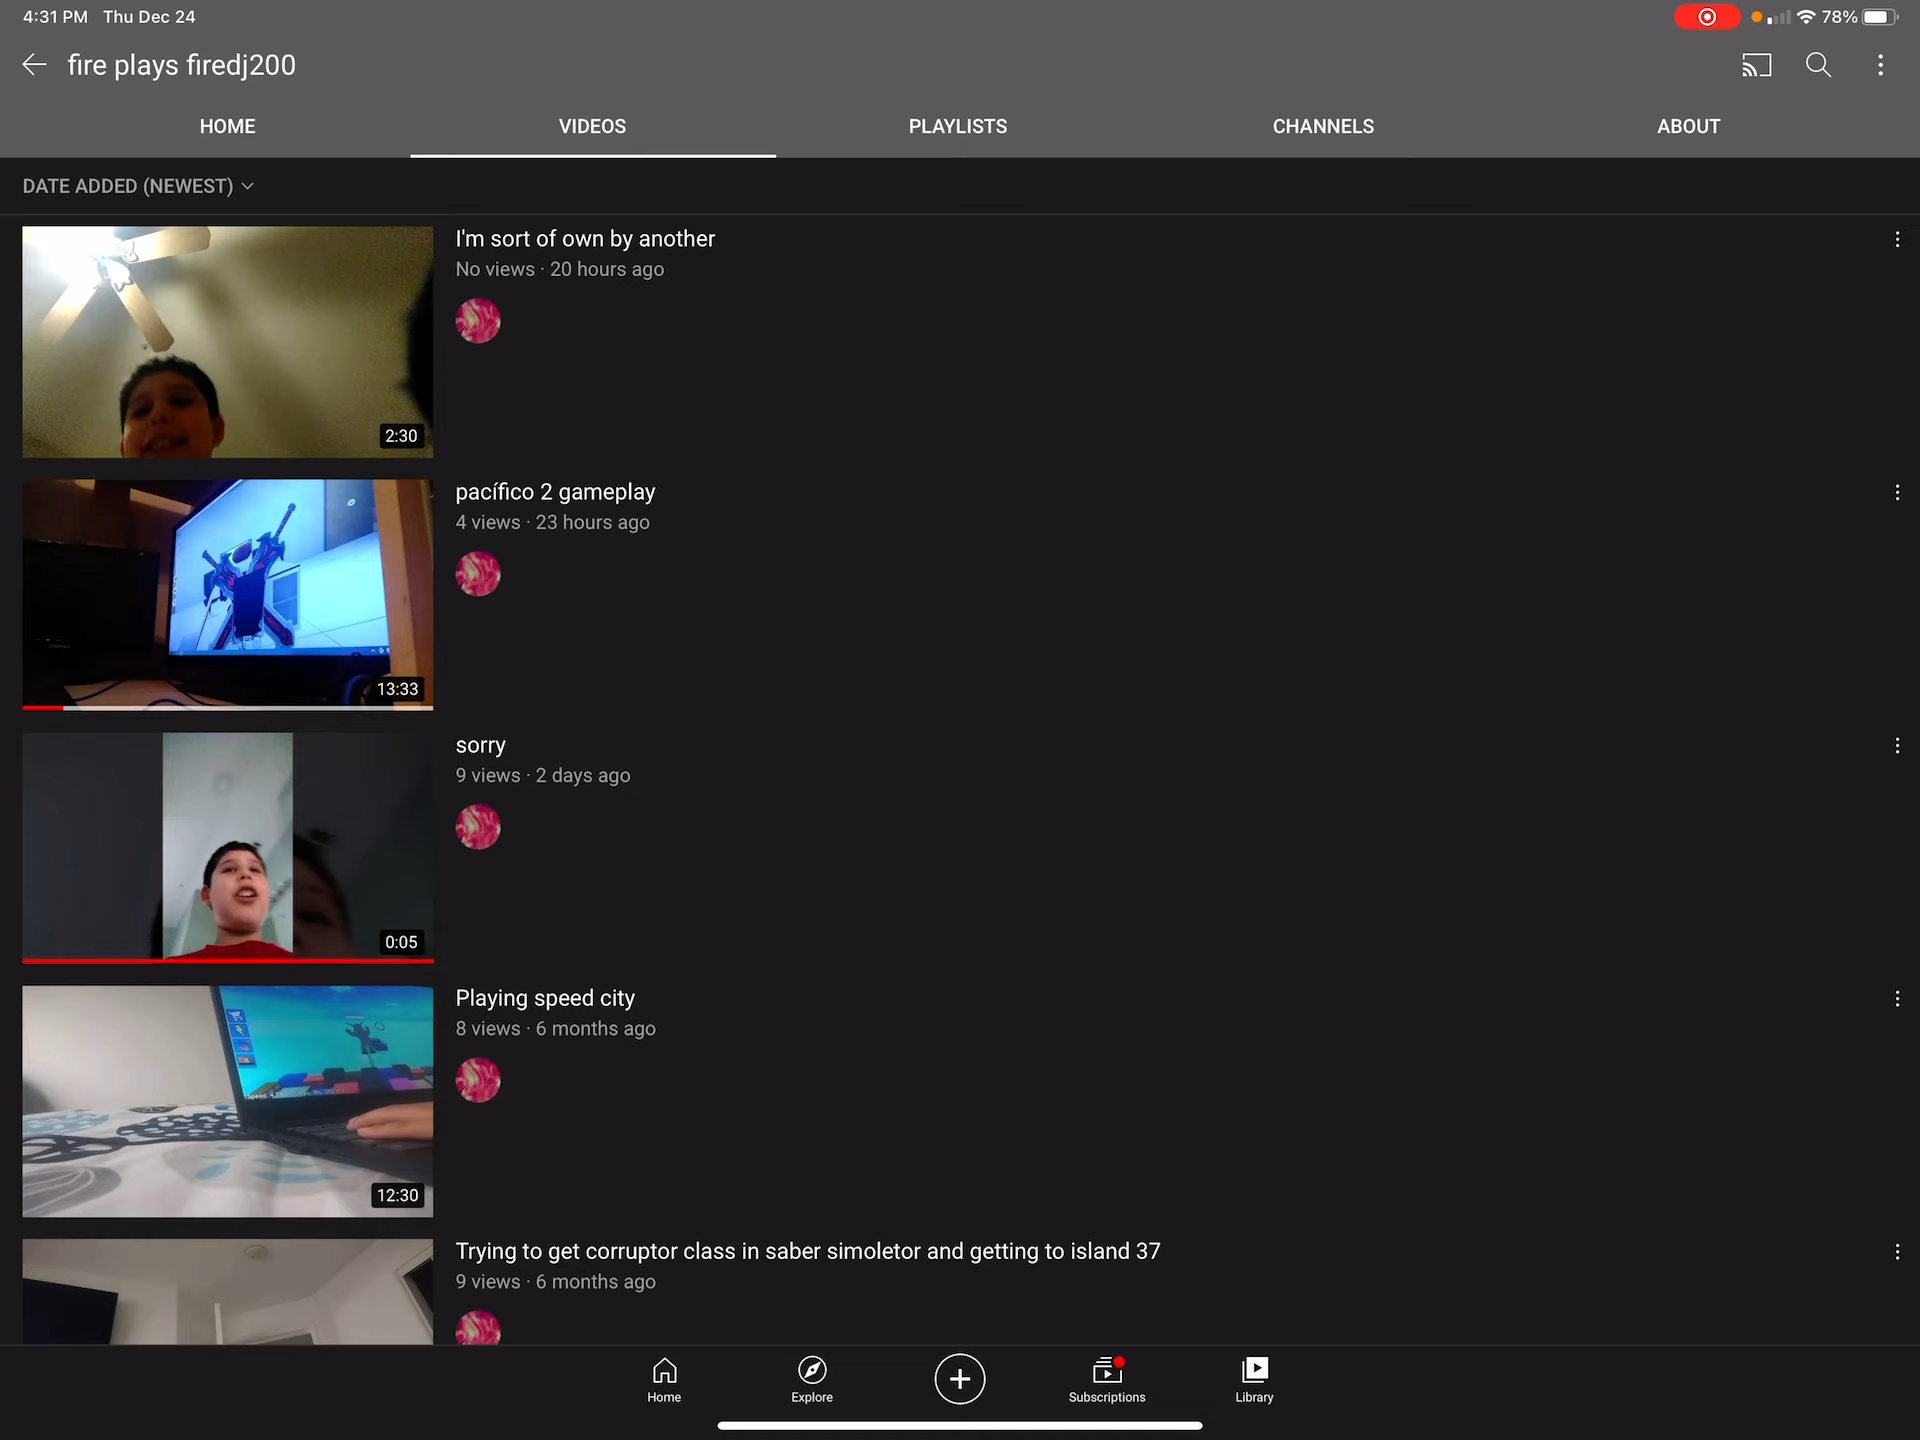 4:31 PM Thu Dec 24
78%
fire plays firedj200
HOME VIDEOS PLAYLISTS CHANNELS ABOUT
DATE ADDED (NEWEST)
I'm sort of own by another
No views · 20 hours ago
2:30
pacífico 2 gameplay
4 views · 23 hours ago
13:33
sorry
9 views · 2 days ago
0:05
Playing speed city
8 views · 6 months ago
12:30
Trying to get corruptor class in saber simoletor and getting to island 37
9 views · 6 months ago
Home Explore Subscriptions Library